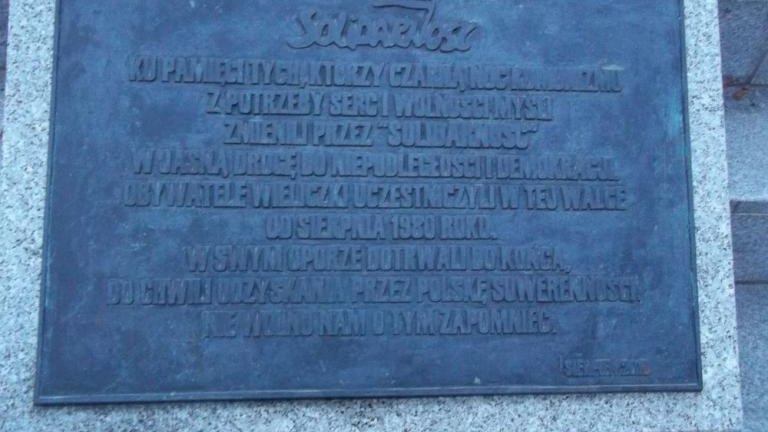 Solidarność
KU PAMIĘCI TYCH, KTÓRZY CZARNĄ NOC KOMUNIZMU
Z POTRZEBY SERC I WOLNOŚCI MYŚLI
ZMIENILI PRZEZ "SOLIDARNOŚĆ"
W JASNĄ DROGĘ DO NIEPODLEGŁOŚCI I DEMOKRACJI.
OBYWATELE WIELICZKI UCZESTNICZYLI W TEJ WALCE
OD SIERPNIA 1980 ROKU.
W SWYM OPORZE DOTRWALI DO KOŃCA,
DO CHWILI ODZYSKANIA PRZEZ POLSKĘ SUWERENNOŚCI.
NIE WOLNO NAM O TYM ZAPOMNIEĆ.